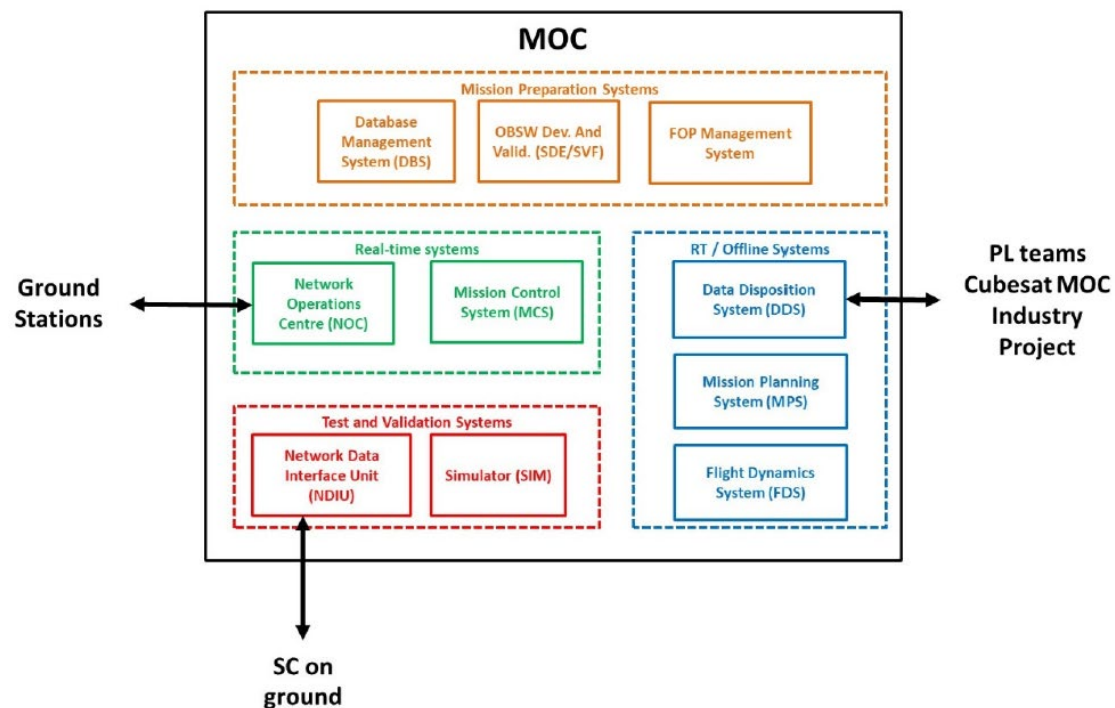 MOC
Mission Preparation Systems
Database
Management
System (DBS)
OBSW Dev. And
Valid. (SDE/SVF)
FOP Management
System
Real-time systems
Network
Operations
Centre (NOC)
Mission Control
System (MCS)
RT / Offline Systems
Data Disposition
System (DDS)
Mission Planning
System (MPS)
Flight Dynamics
System (FDS)
Test and Validation Systems
Network Data
Interface Unit
(NDIU)
Simulator (SIM)
Ground
Stations
PL teams
Cubesat MOC
Industry
Project
SC on
ground